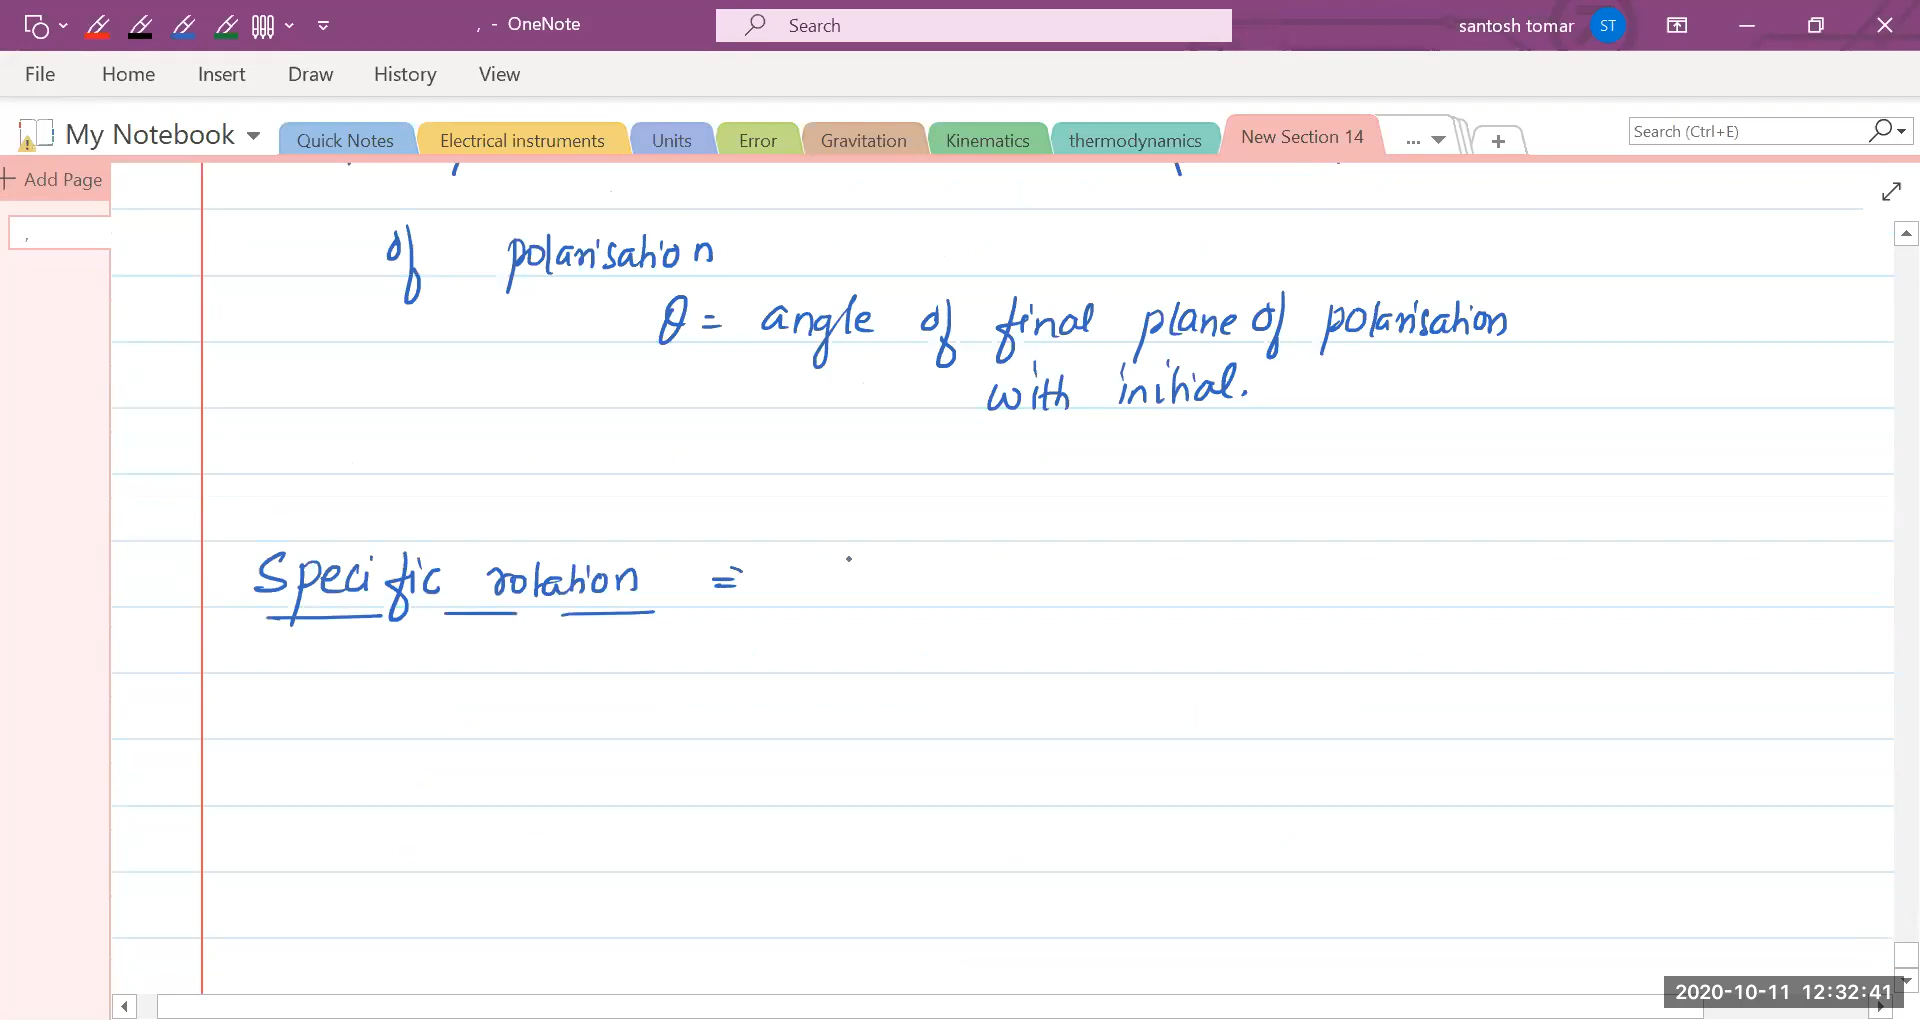 , - OneNote
Search
santosh tomar ST
File Home Insert Draw History View
My Notebook
Quick Notes Electrical instruments Units Error Gravitation Kinematics thermodynamics New Section 14 ... +
Search (Ctrl+E)
+ Add Page
,
of polarisation
θ = angle of final plane of polarisation
with initial.
Specific rotation =
2020-10-11 12:32:41